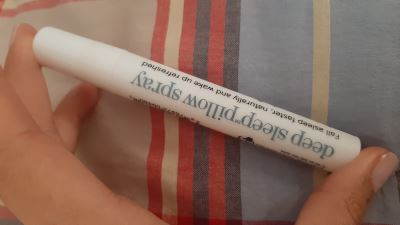 deep sleep® pillow spray
Fall asleep faster, naturally and wake up refreshed